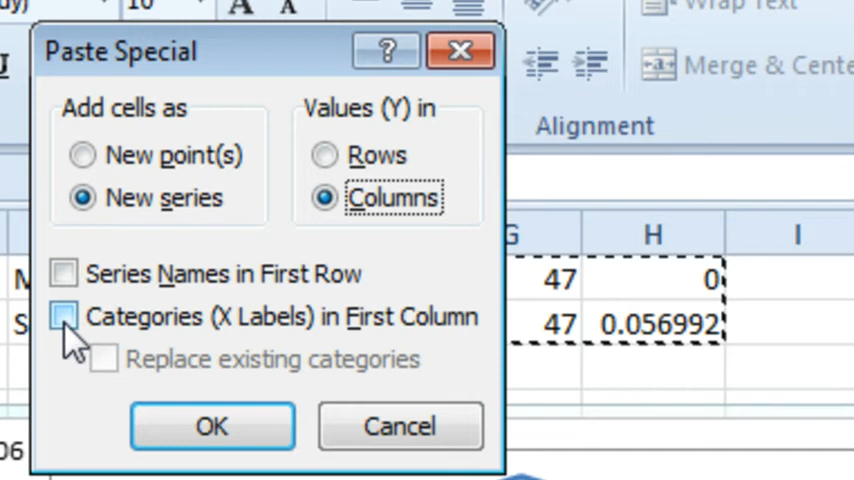 10
A A
Wrap Text
Paste Special
?
U
Merge & Cente
Add cells as
Values (Y) in
Alignment
New point(s)
Rows
New series
Columns
G H I
Series Names in First Row
47 0
Categories (X Labels) in First Column
47 0.056992
Replace existing categories
OK
Cancel
06